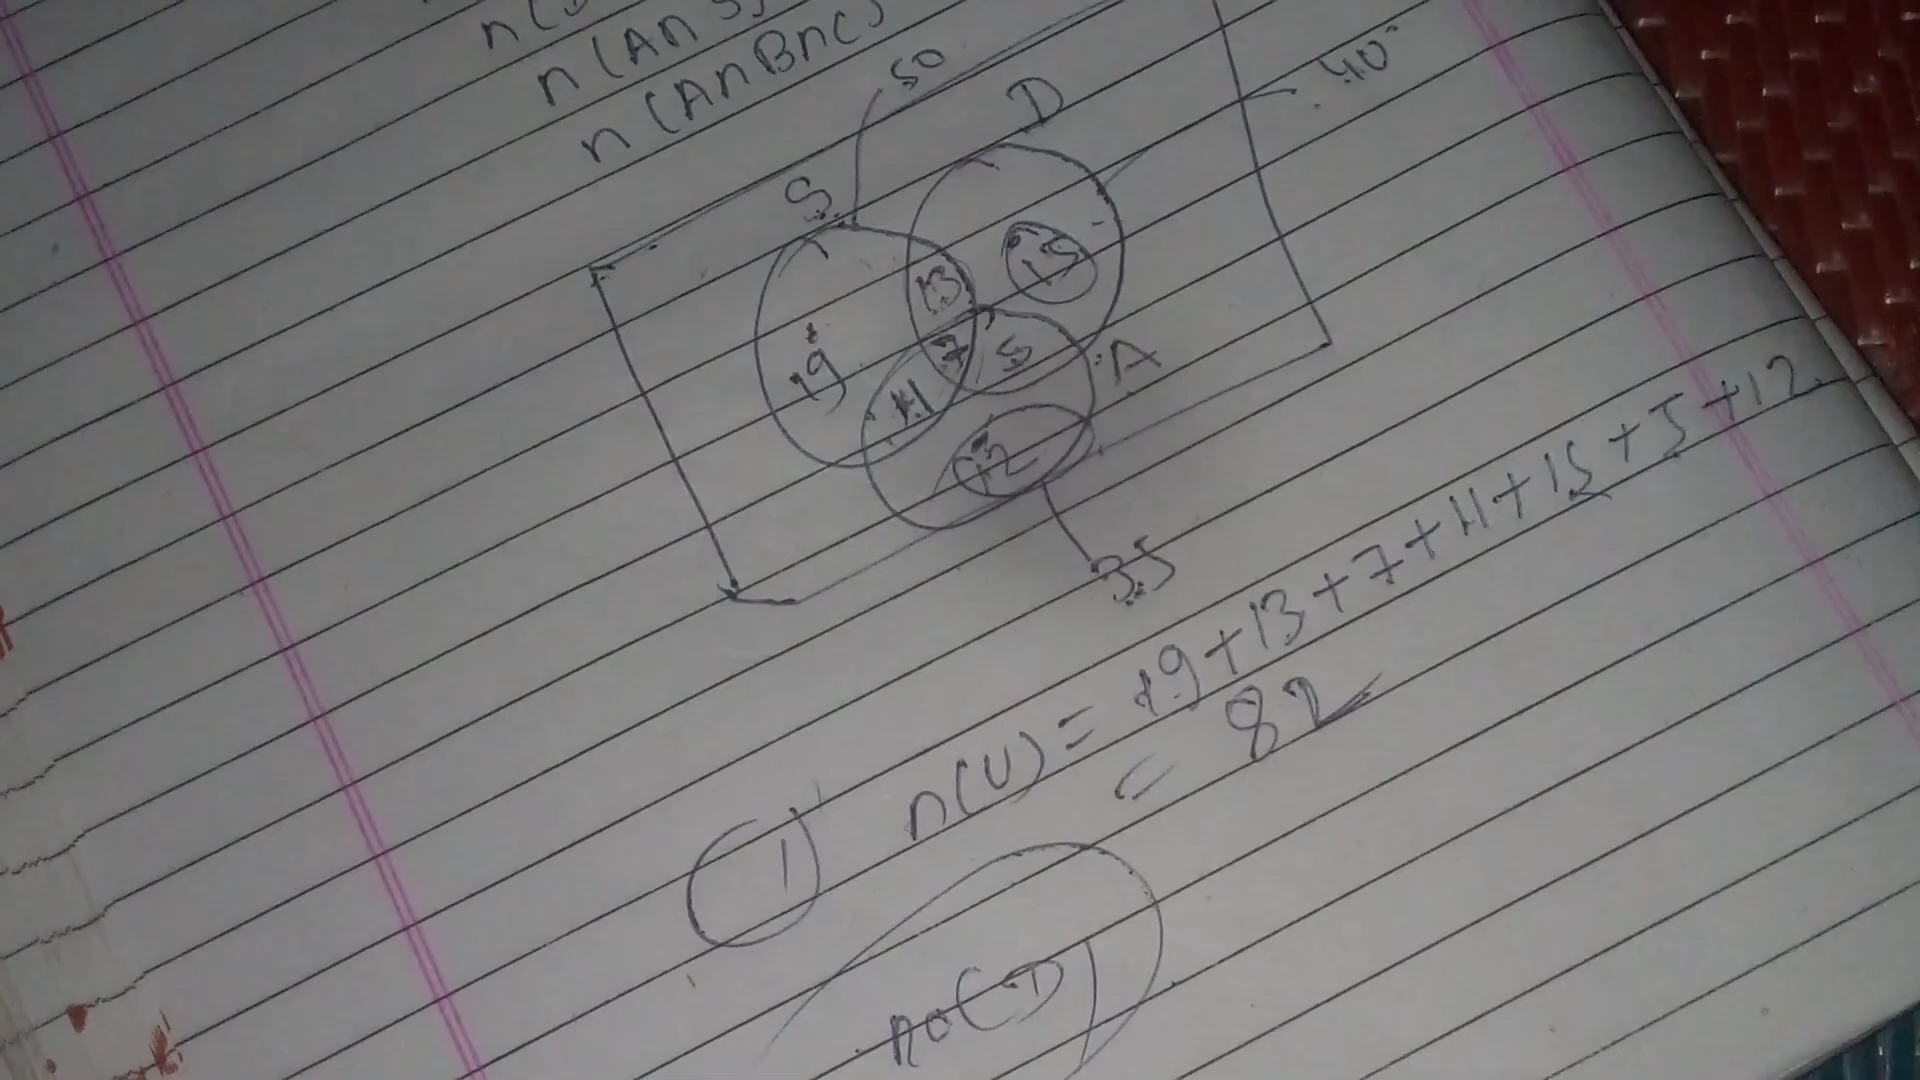 n(A∩
n(A∩B∩C)
50
40
D
S
13
15
19
7
5
A
11
12
35
① n(U) = 19+13+7+11+15+5+12
= 82
no(D)